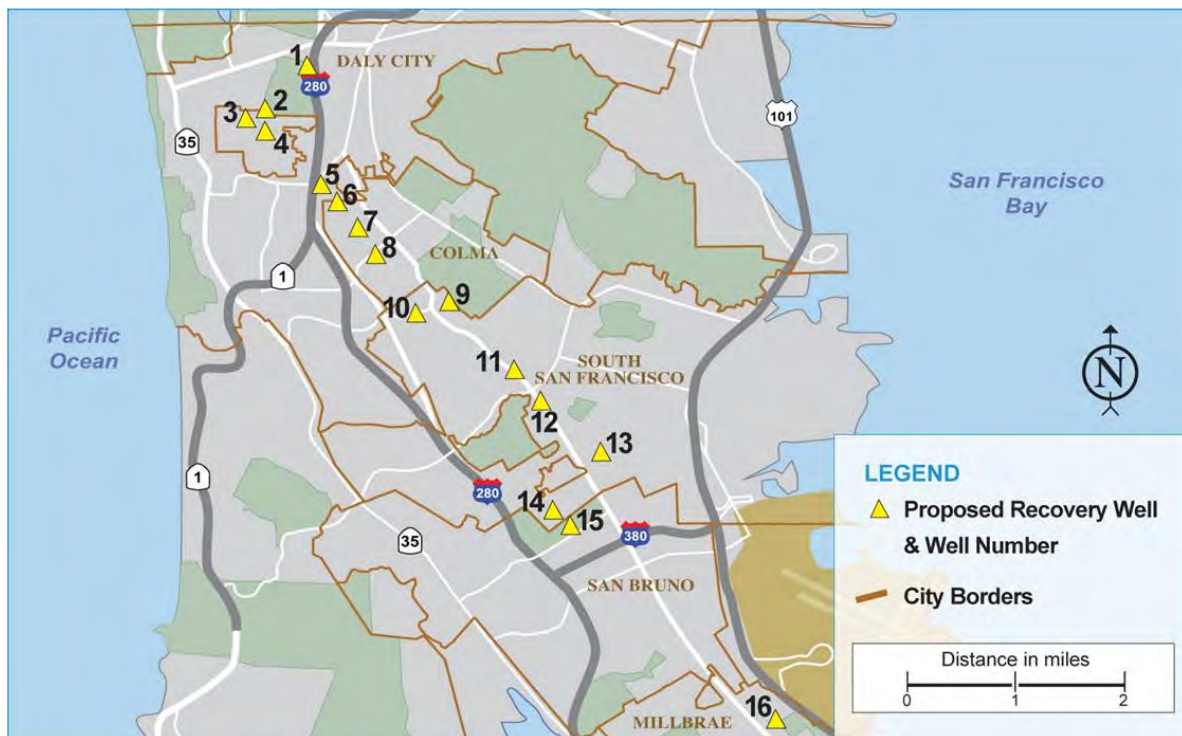 1
DALY CITY
280
101
2
3
4
35
5
6
San Francisco
Bay
7
8
COLMA
1
9
10
Pacific
Ocean
11
SOUTH
SAN FRANCISCO
N
12
13
1
280
LEGEND
Proposed Recovery Well
& Well Number
14
15
35
380
SAN BRUNO
City Borders
Distance in miles
0 1 2
16
MILLBRAE